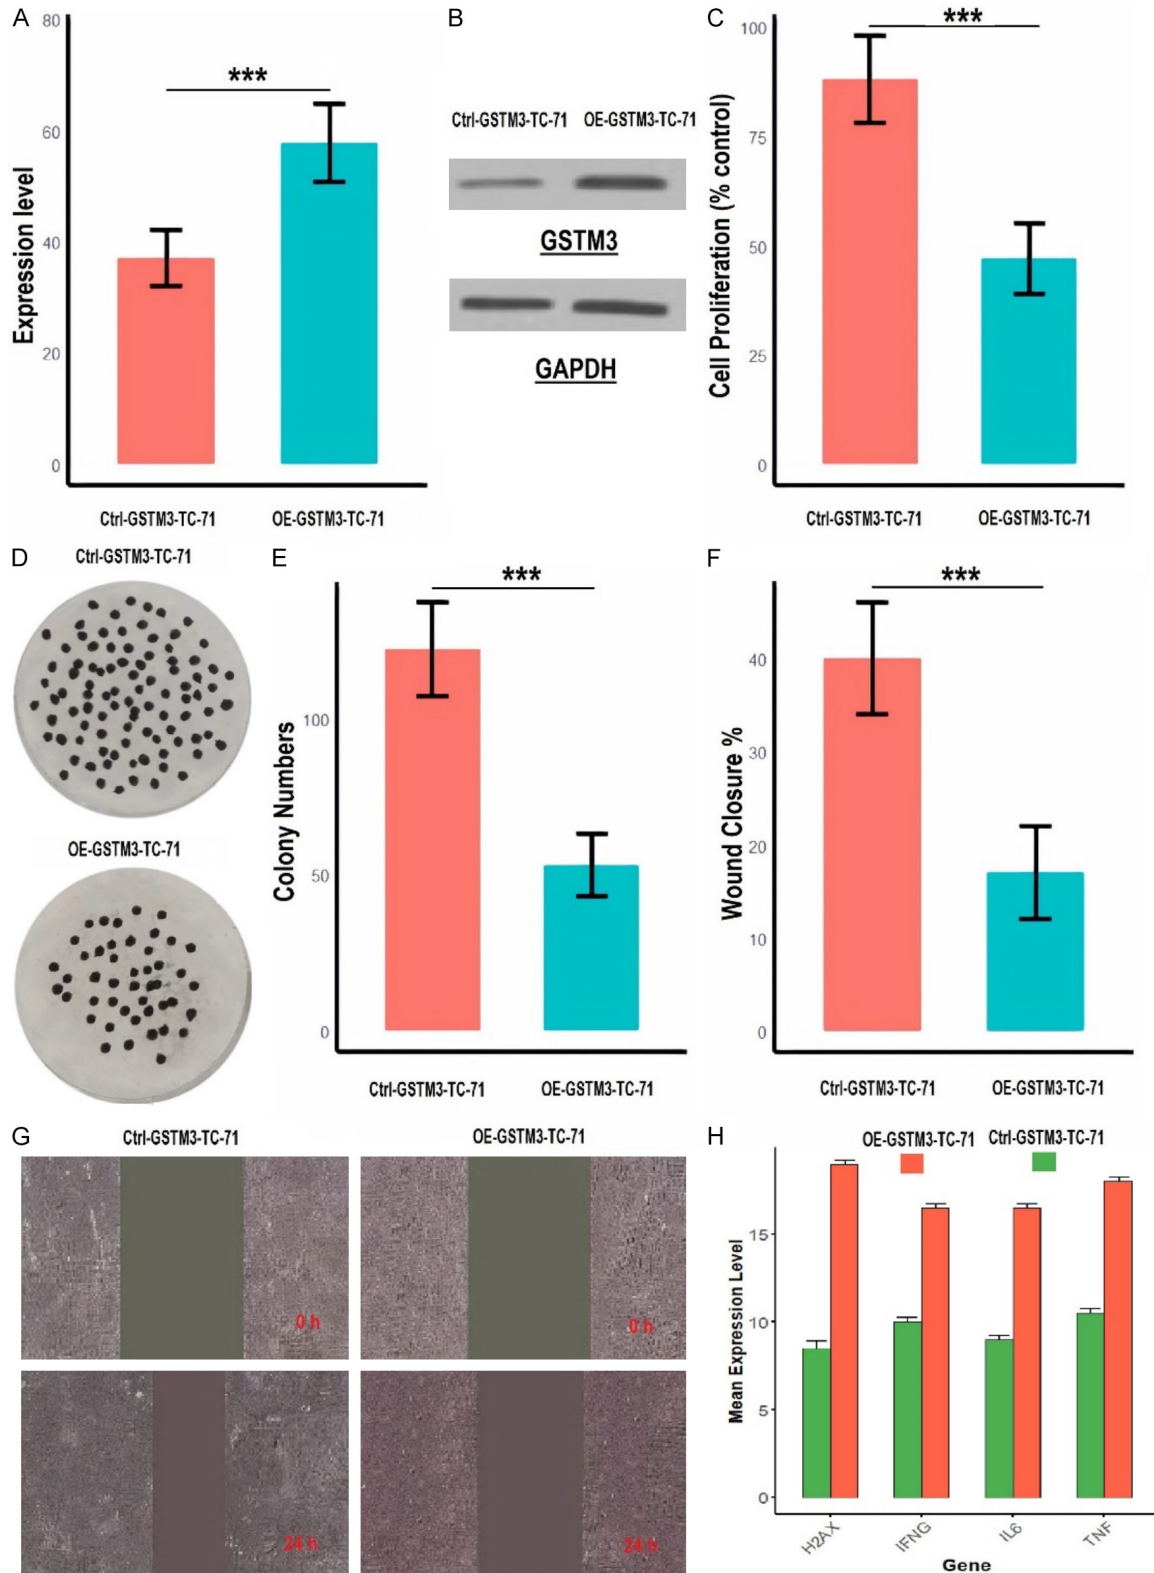 A
80
60
40
20
0
Expression level
***
Ctrl-GSTM3-TC-71 OE-GSTM3-TC-71
B
Ctrl-GSTM3-TC-71 OE-GSTM3-TC-71
GSTM3
GAPDH
C
100
75
50
25
0
Cell Proliferation (% control)
***
Ctrl-GSTM3-TC-71 OE-GSTM3-TC-71
D
Ctrl-GSTM3-TC-71
OE-GSTM3-TC-71
E
100
50
0
Colony Numbers
***
Ctrl-GSTM3-TC-71 OE-GSTM3-TC-71
F
40
30
20
10
0
Wound Closure %
***
Ctrl-GSTM3-TC-71 OE-GSTM3-TC-71
G
Ctrl-GSTM3-TC-71 OE-GSTM3-TC-71
0 h 0 h
24 h 24 h
H
OE-GSTM3-TC-71 Ctrl-GSTM3-TC-71
15
10
5
0
Mean Expression Level
H2AX IFNG IL6 TNF
Gene